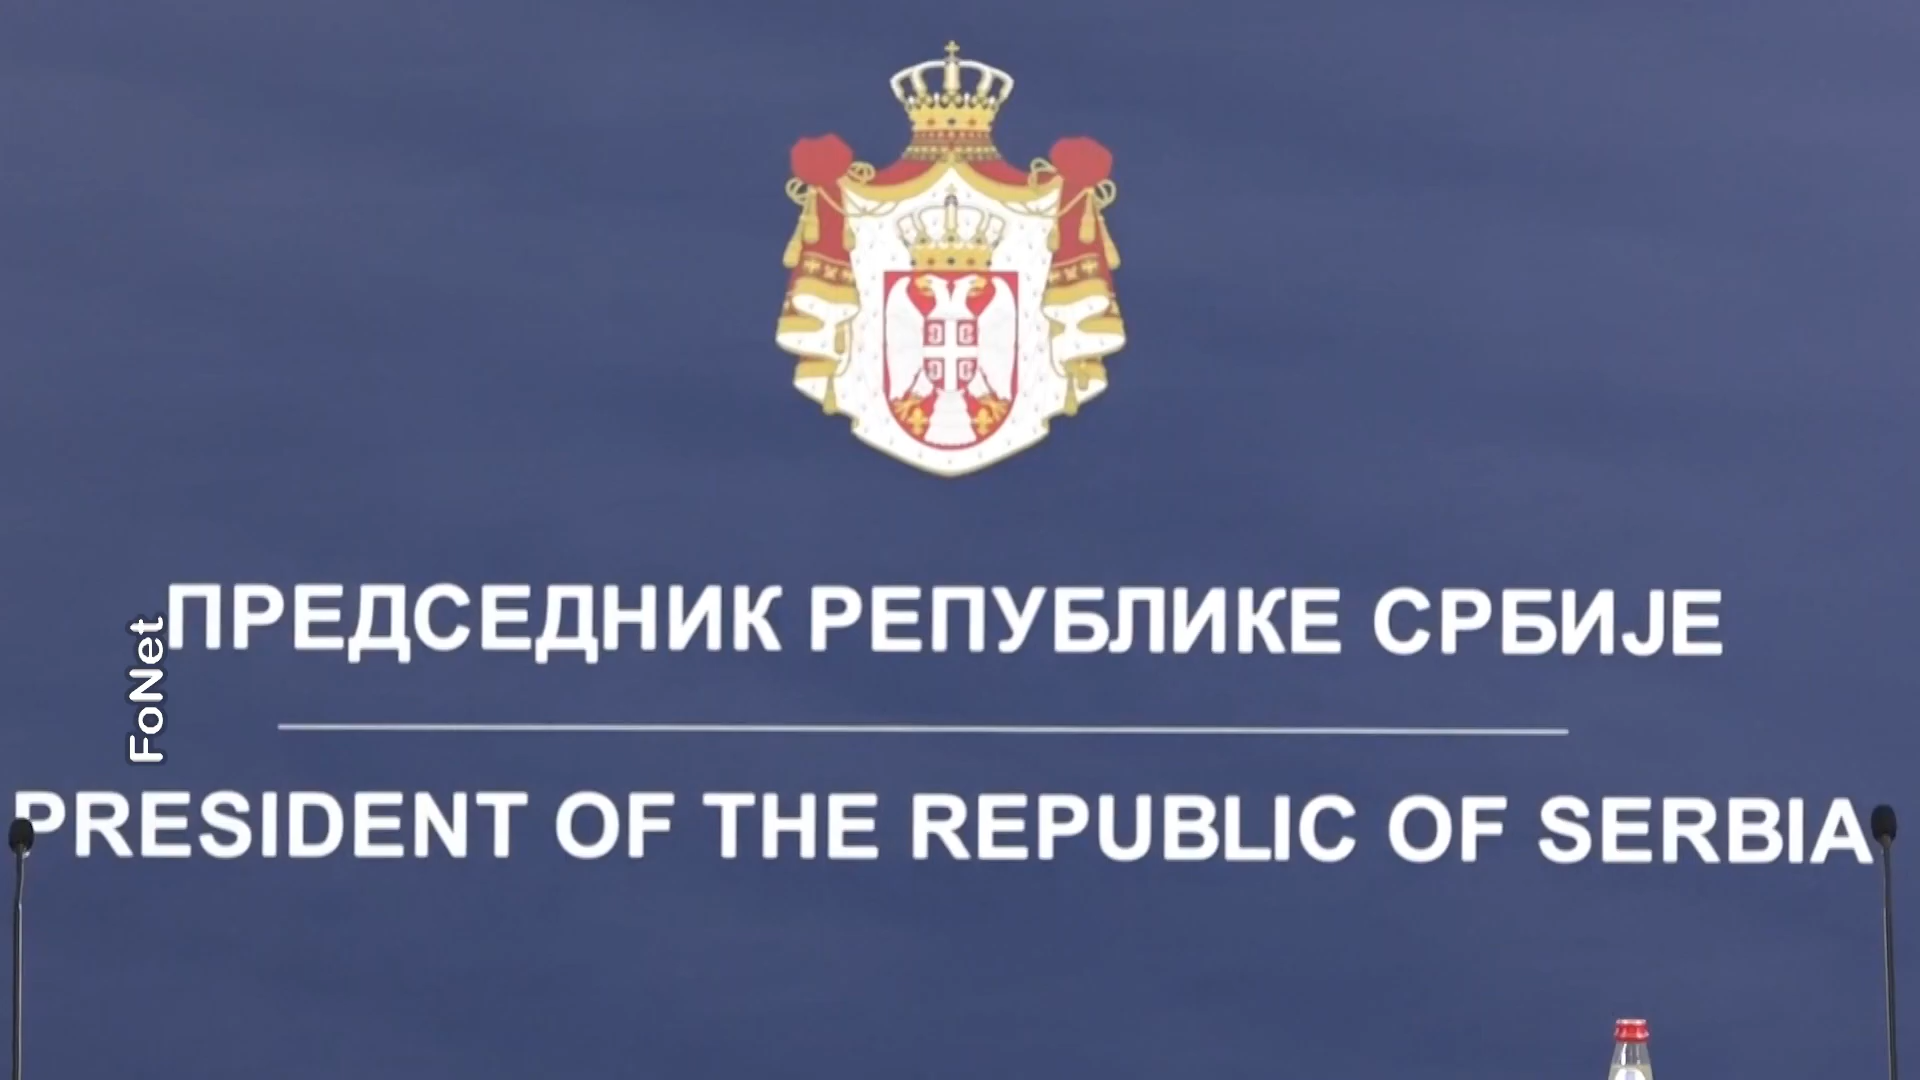 ПРЕДСЕДНИК РЕПУБЛИКЕ СРБИЈЕ
FoNet
PRESIDENT OF THE REPUBLIC OF SERBIA